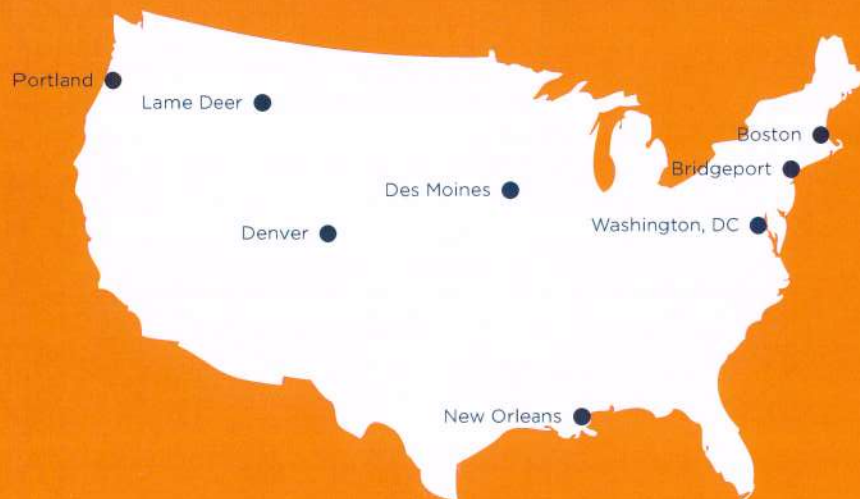 Portland
Lame Deer
Boston
Bridgeport
Des Moines
Washington, DC
Denver
New Orleans